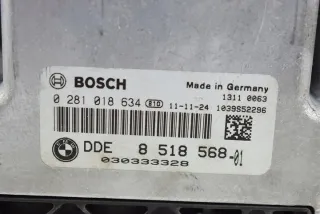 BOSCH
Made in Germany
1311 0063
0 281 018 634 11-11-24 1039S52296
DDE 8 518 568-01
030333328